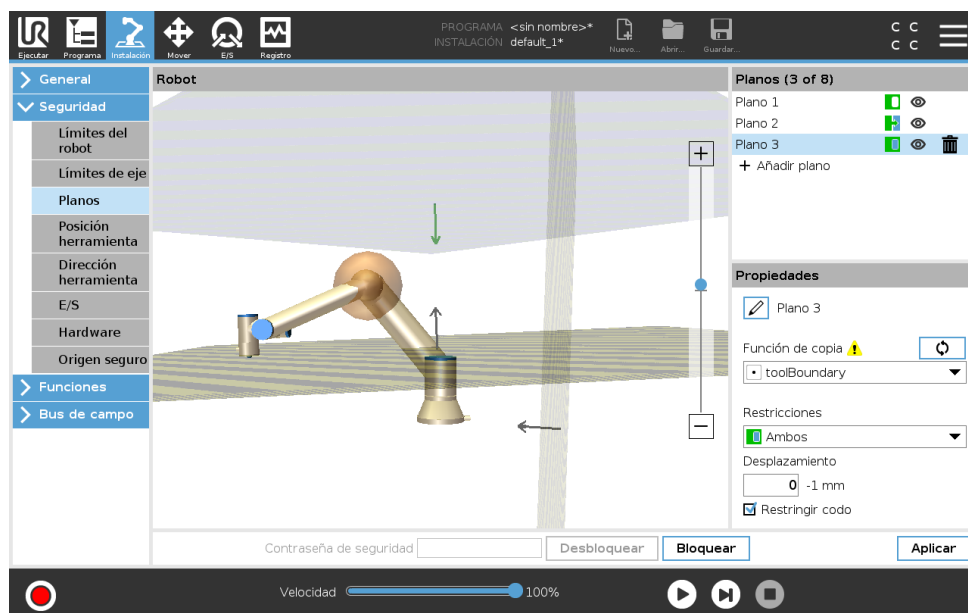 UR
PROGRAMA <sin nombre>*
INSTALACIÓN default_1*
Ejecutar
Programa
Instalación
Mover
E/S
Registro
Nuevo...
Abrir...
Guardar...
C C
C C
General
Seguridad
Límites del
robot
Límites de eje
Planos
Posición
herramienta
Dirección
herramienta
E/S
Hardware
Origen seguro
Funciones
Bus de campo
Robot
Planos (3 of 8)
Plano 1
Plano 2
Plano 3
+ Añadir plano
Propiedades
Plano 3
Función de copia
toolBoundary
Restricciones
Ambos
Desplazamiento
0 -1 mm
Restringir codo
Contraseña de seguridad
Desbloquear
Bloquear
Aplicar
Velocidad
100%